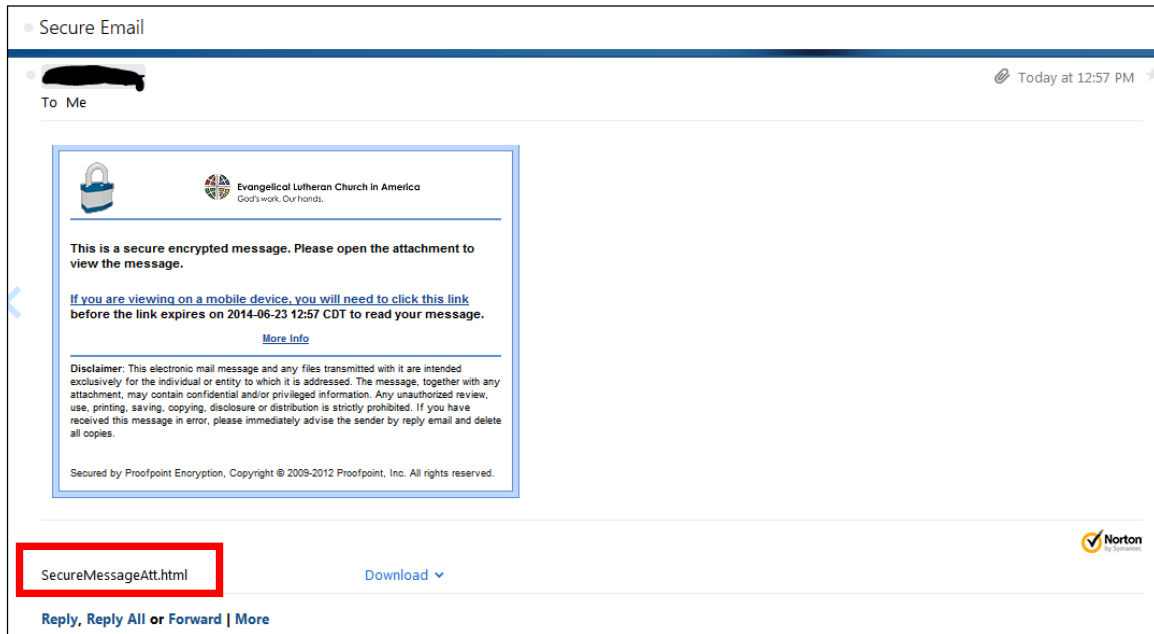 Secure Email
Today at 12:57 PM
To Me
Evangelical Lutheran Church in America
God's work. Our hands.
This is a secure encrypted message. Please open the attachment to
view the message.
If you are viewing on a mobile device, you will need to click this link
before the link expires on 2014-06-23 12:57 CDT to read your message.
More Info
Disclaimer: This electronic mail message and any files transmitted with it are intended
exclusively for the individual or entity to which it is addressed. The message, together with any
attachment, may contain confidential and/or privileged information. Any unauthorized review,
use, printing, saving, copying, disclosure or distribution is strictly prohibited. If you have
received this message in error, please immediately advise the sender by reply email and delete
all copies.
Secured by Proofpoint Encryption, Copyright © 2009-2012 Proofpoint, Inc. All rights reserved.
Norton
by Symantec
SecureMessageAtt.html Download
Reply, Reply All or Forward | More